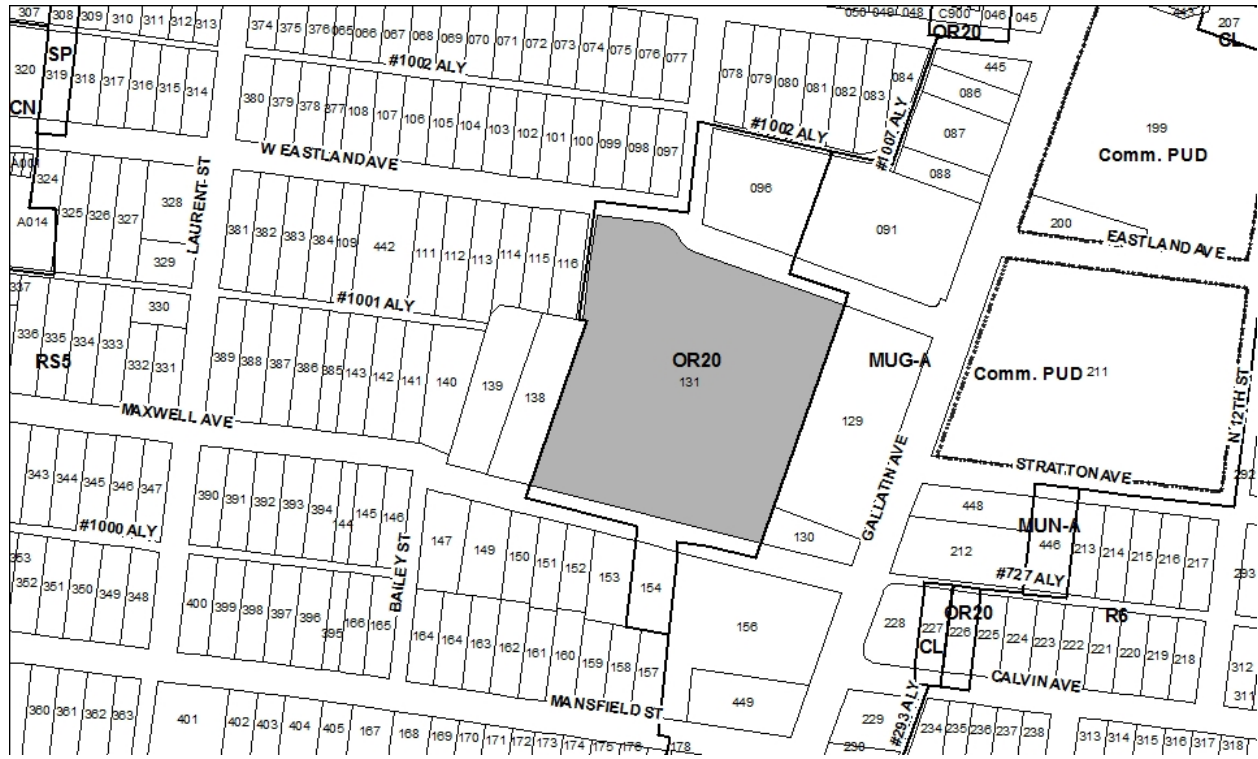 307 308 309 310 311 312 313
374 375 376 065 066 067 068 069 070 071 072 073 074 075 076 077
048 C900 046 045
OR20
207
CL
SP
#1002 ALY
320 319 318 317 316 315 314
078 079 080 081 082 083 084
445
086
CN
380 379 378 377 108 107 106 105 104 103 102 101 100 099 098 097
#1002 ALY
#1007 ALY
087
199
Comm. PUD
W EASTLAND AVE
088
324
LAURENT ST
328
096
A014 325 326 327
381 382 383 384 109 442 111 112 113 114 115 116
091
200
EASTLAND AVE
329
337
330
#1001 ALY
336 335 334 333
RS5
332 331
389 388 387 386 385 143 142 141 140 139 138
OR20
131
MUG-A
Comm. PUD 211
N 12TH ST
MAXWELL AVE
129
GALLATIN AVE
STRATTON AVE
292
343 344 345 346 347
390 391 392 393 394 144 145 146
448
#1000 ALY
147 149 150 151 152 153 154
130
MUN-A
446 213 214 215 216 217
212
#727 ALY
293
353
352 351 350 349 348
BAILEY ST
400 399 398 397 396 395 166 165
164 164 163 162 161 160 159 158 157
156
228 227 226 225 224 223 222 221 220 219 218
OR20
R6
CL
312
311
CALVIN AVE
MANSFIELD ST
449
#293 ALY
360 361 362 363 401 402 403 404 405 167 168 169 170 171 172 173 174 175 176 178
229
230
234 235 236 237 238
313 314 315 316 317 318